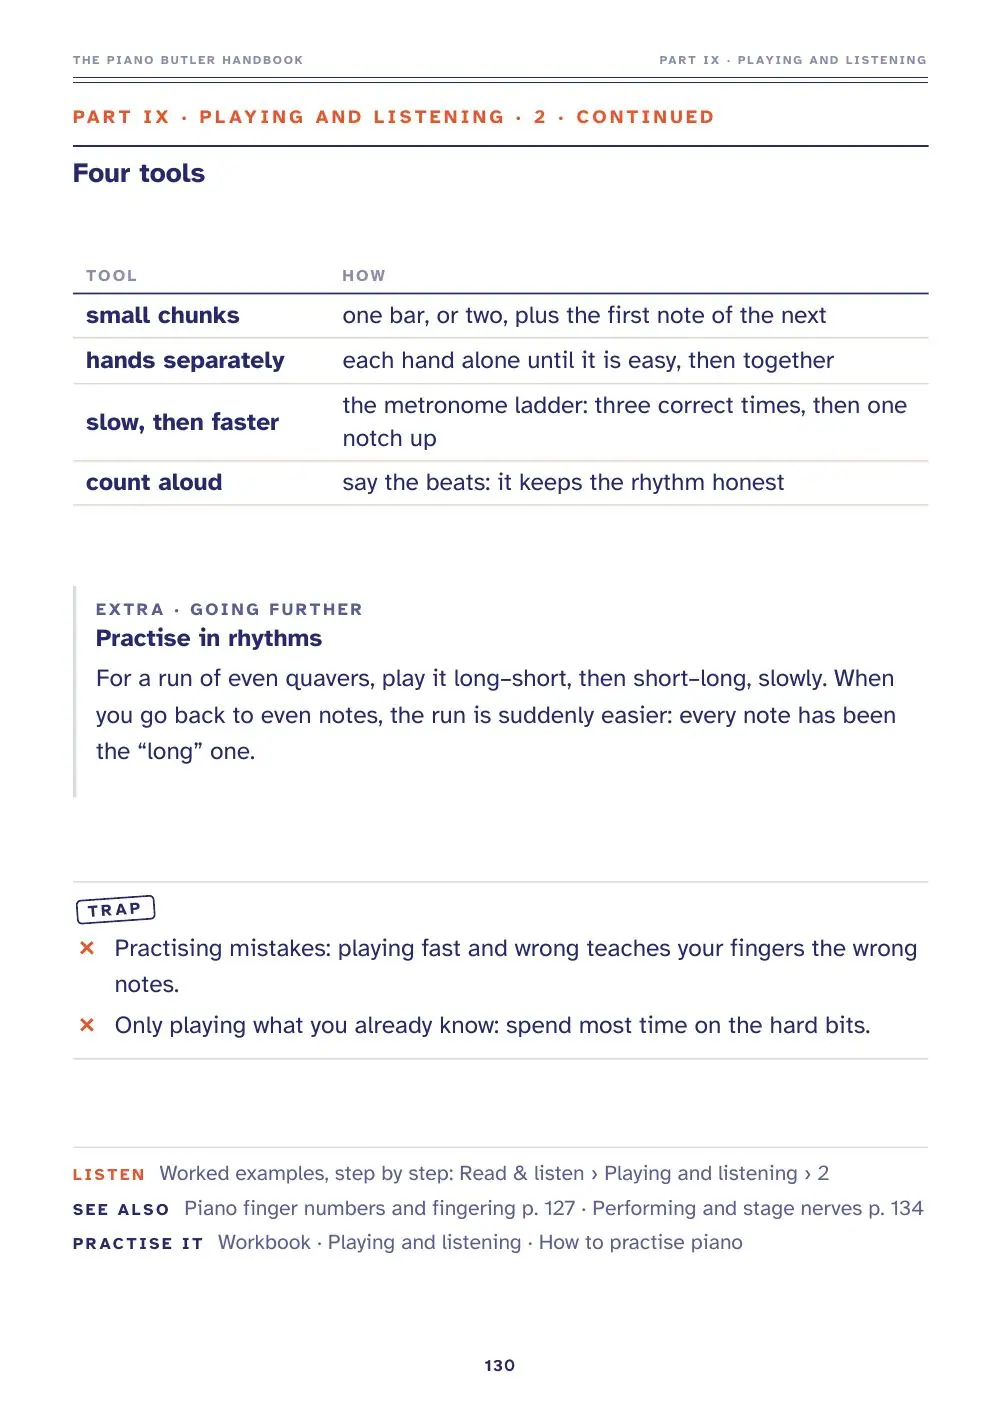 THE PIANO BUTLER HANDBOOK
PART IX · PLAYING AND LISTENING
PART IX · PLAYING AND LISTENING · 2 · CONTINUED
Four tools
TOOL HOW
small chunks one bar, or two, plus the first note of the next
hands separately each hand alone until it is easy, then together
slow, then faster the metronome ladder: three correct times, then one
notch up
count aloud say the beats: it keeps the rhythm honest
EXTRA · GOING FURTHER
Practise in rhythms
For a run of even quavers, play it long–short, then short–long, slowly. When
you go back to even notes, the run is suddenly easier: every note has been
the “long” one.
TRAP
× Practising mistakes: playing fast and wrong teaches your fingers the wrong
notes.
× Only playing what you already know: spend most time on the hard bits.
LISTEN Worked examples, step by step: Read & listen › Playing and listening › 2
SEE ALSO Piano finger numbers and fingering p. 127 · Performing and stage nerves p. 134
PRACTISE IT Workbook · Playing and listening · How to practise piano
130